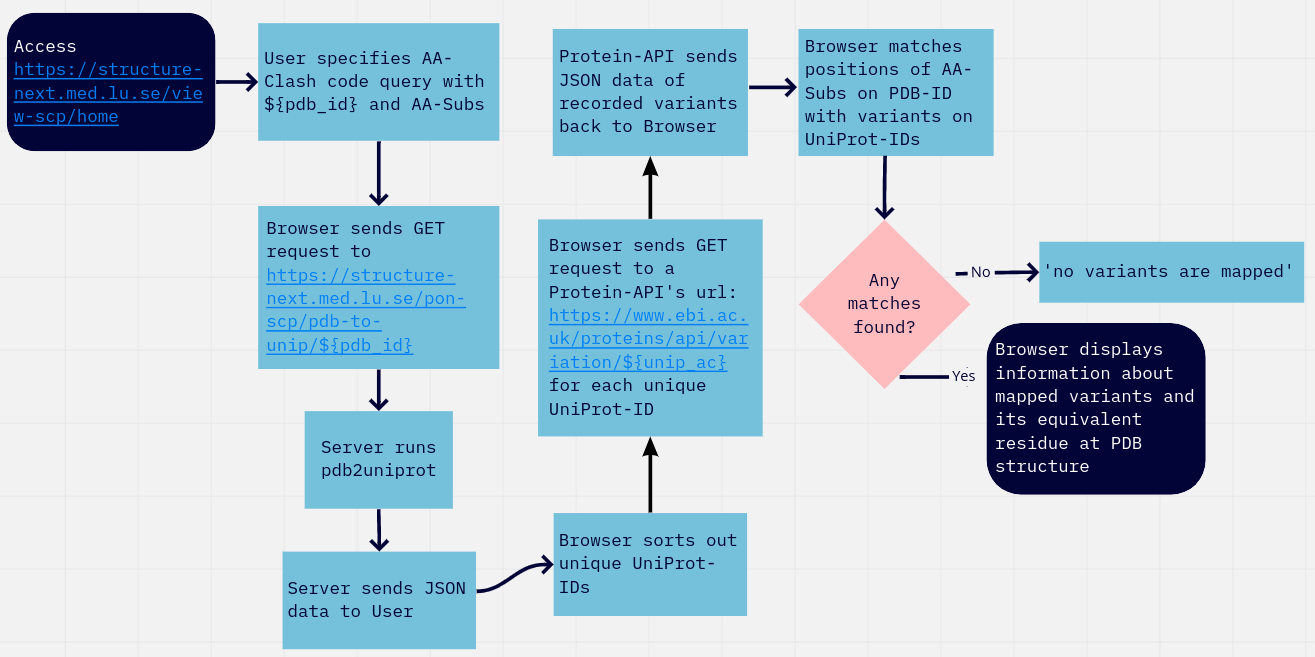 Access
https://structure-
next.med.lu.se/vie
w-scp/home
User specifies AA-
Clash code query with
${pdb_id} and AA-Subs
Browser sends GET
request to
https://structure-
next.med.lu.se/pon-
scp/pdb-to-
unip/${pdb_id}
Server runs
pdb2uniprot
Server sends JSON
data to User
Browser sorts out
unique UniProt-
IDs
Browser sends GET
request to a
Protein-API's url:
https://www.ebi.ac.
uk/proteins/api/var
iation/${unip_ac}
for each unique
UniProt-ID
Protein-API sends
JSON data of
recorded variants
back to Browser
Browser matches
positions of AA-
Subs on PDB-ID
with variants on
UniProt-IDs
Any
matches
found?
No
'no variants are mapped'
Yes
Browser displays
information about
mapped variants and
its equivalent
residue at PDB
structure